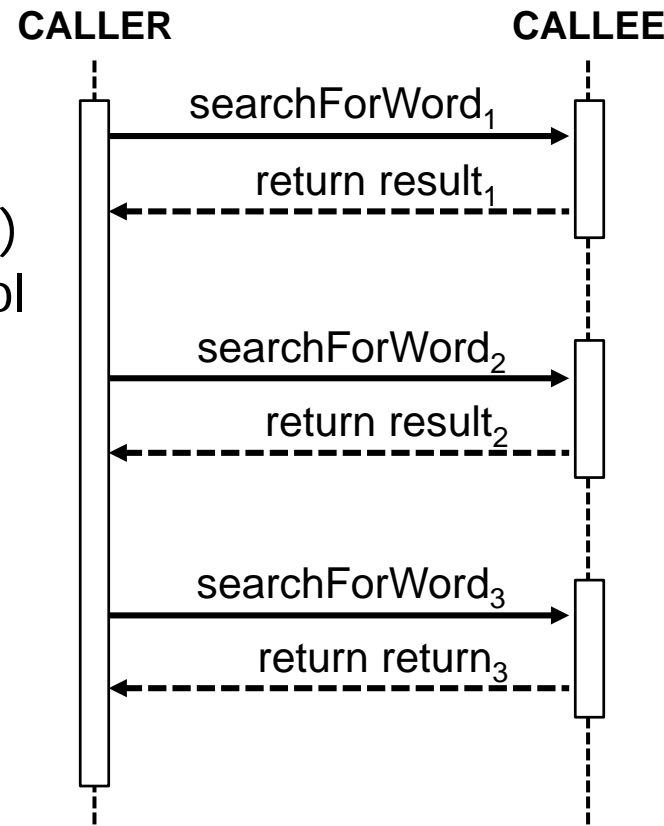 CALLER CALLEE
searchForWord₁
return result₁
)
ol
searchForWord₂
return result₂
searchForWord₃
return return₃